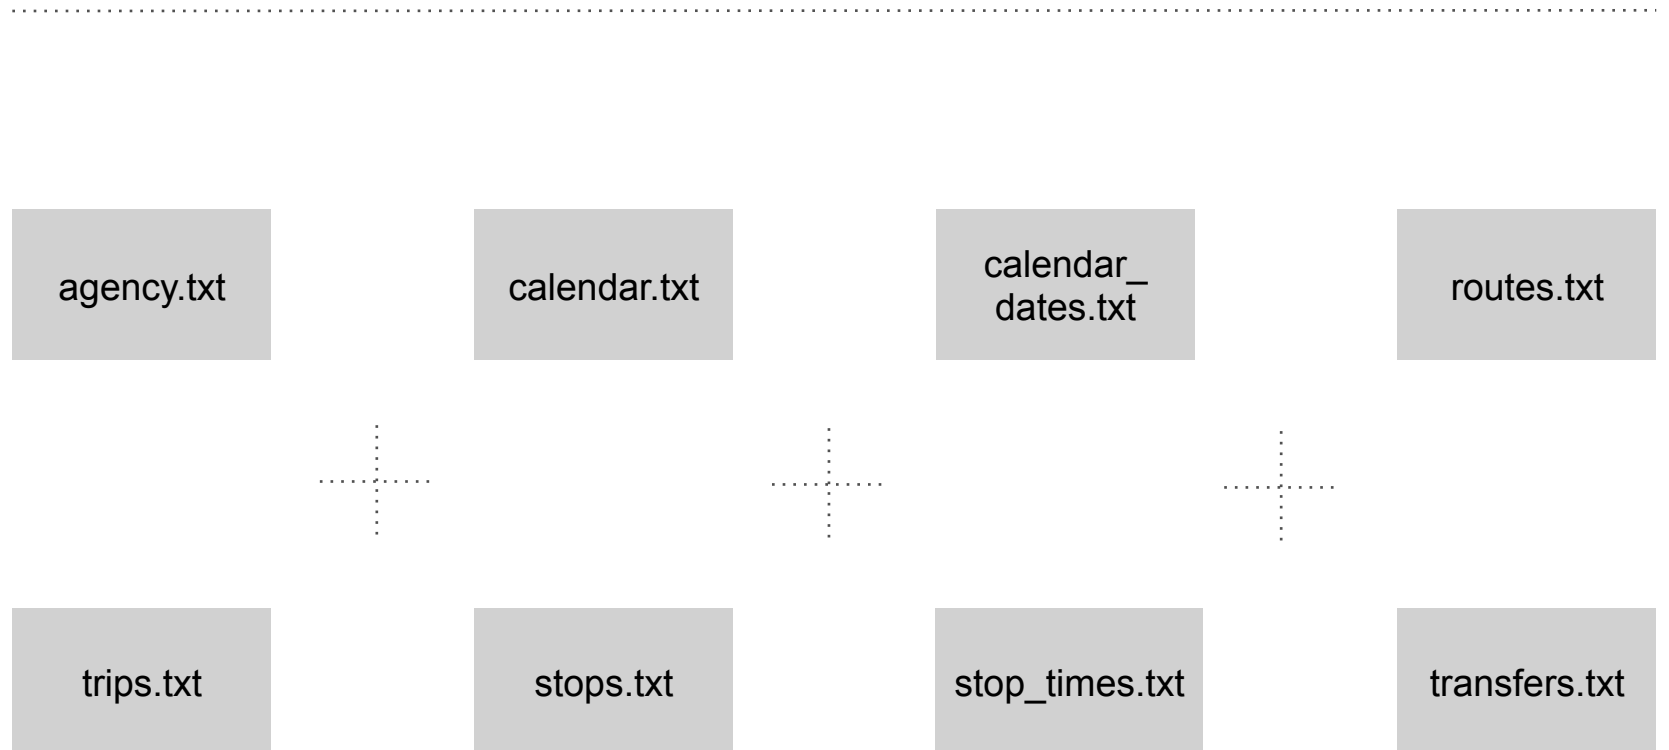 agency.txt
calendar.txt
calendar_
dates.txt
routes.txt
trips.txt
stops.txt
stop_times.txt
transfers.txt